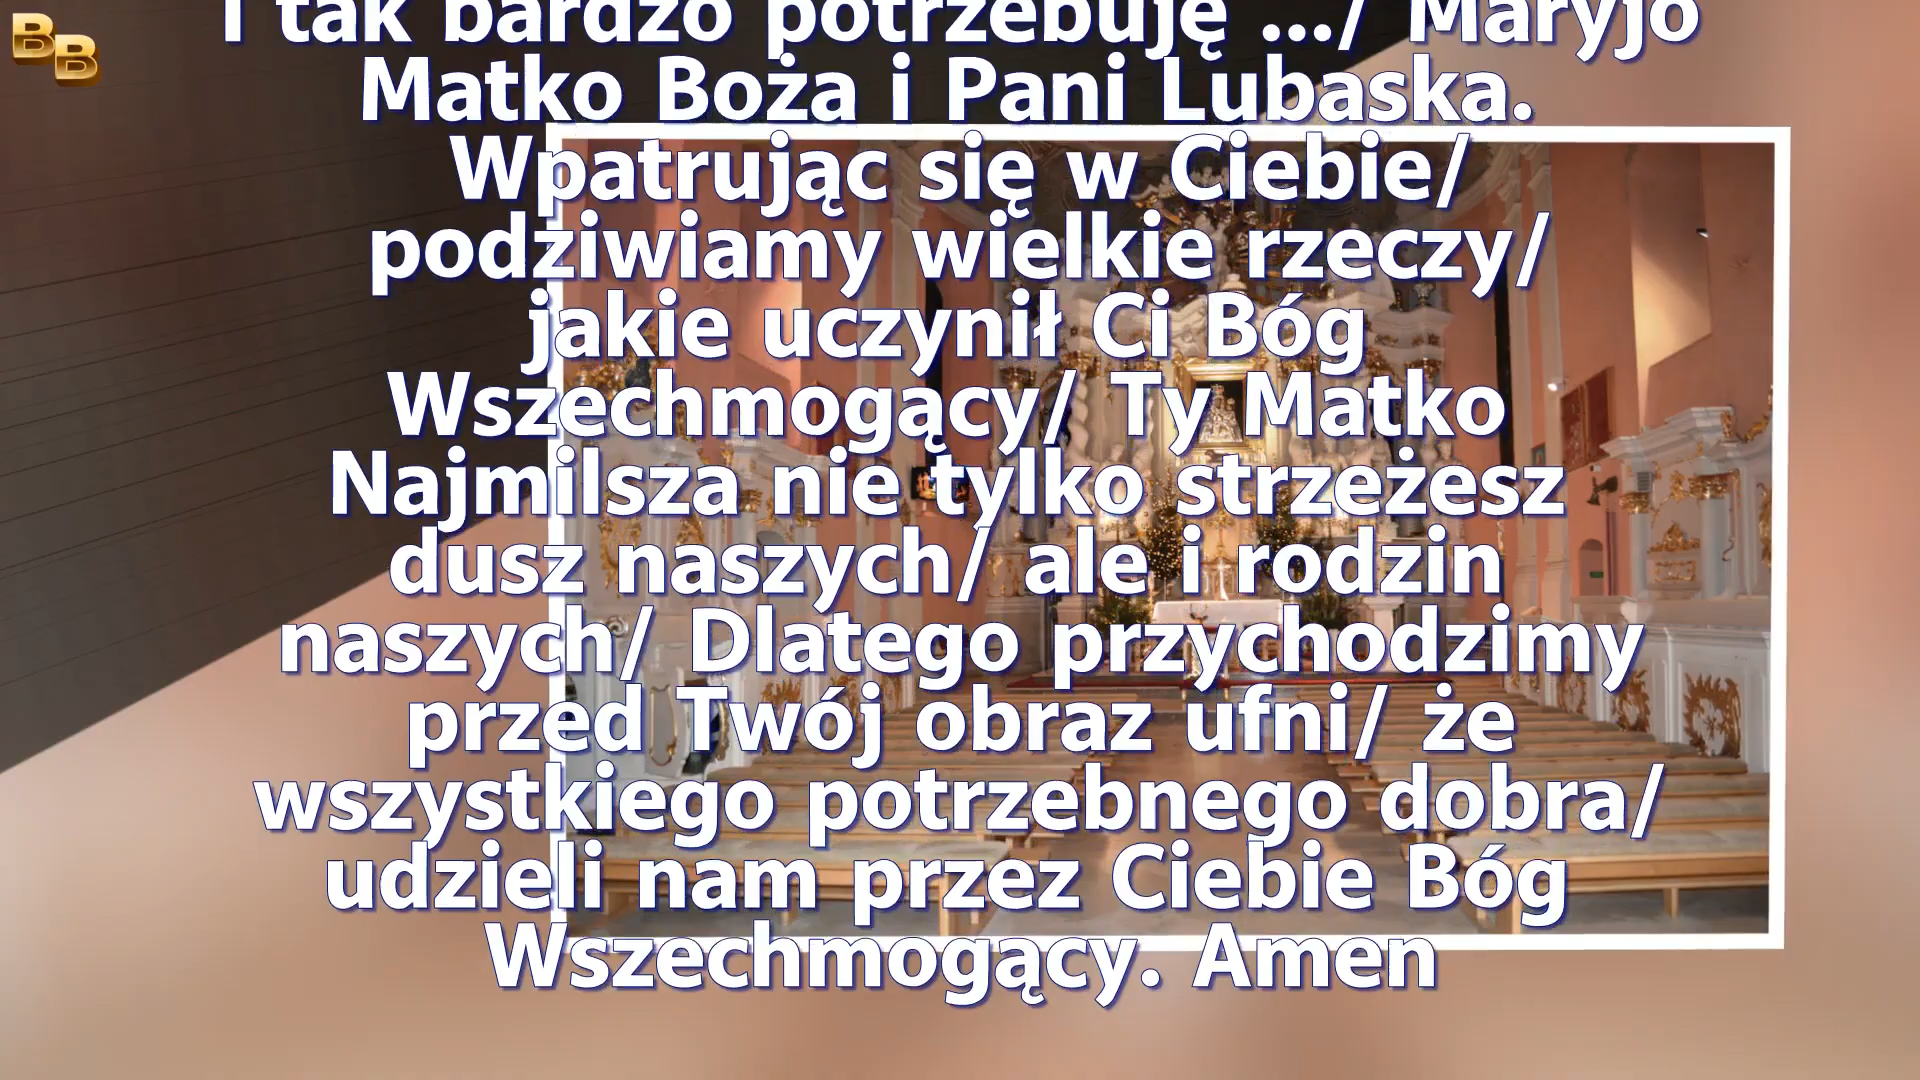 B
B
I tak bardzo potrzebuję .../ Maryjo
Matko Boża i Pani Lubaska.
Wpatrując się w Ciebie/
podziwiamy wielkie rzeczy/
jakie uczynił Ci Bóg
Wszechmogący/ Ty Matko
Najmilsza nie tylko strzeżesz
dusz naszych/ ale i rodzin
naszych/ Dlatego przychodzimy
przed Twój obraz ufni/ że
wszystkiego potrzebnego dobra/
udzieli nam przez Ciebie Bóg
Wszechmogący. Amen